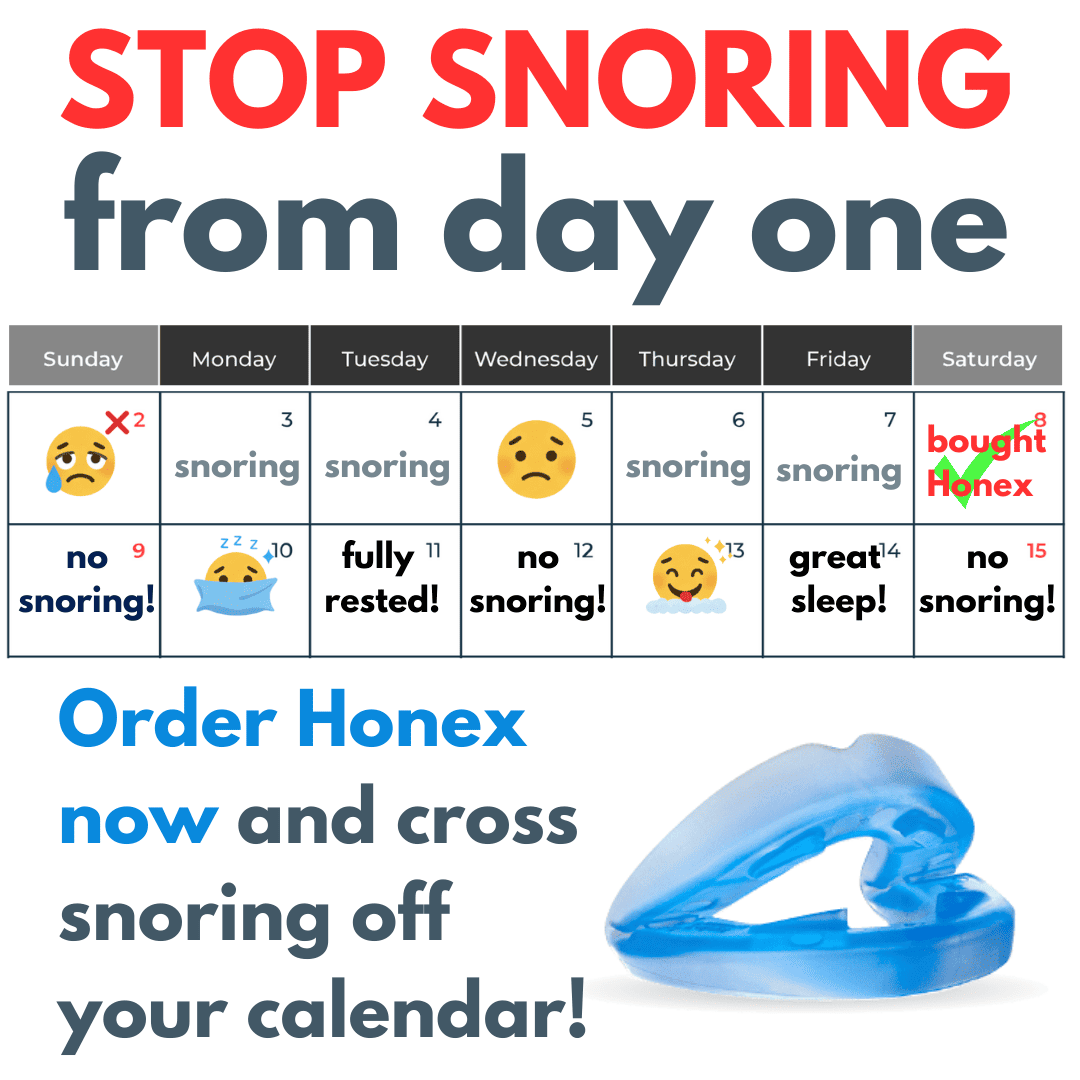 STOP SNORING
from day one
Sunday Monday Tuesday Wednesday Thursday Friday Saturday
2 3 4 5 6 7 8
snoring snoring snoring snoring bought
Honex
9 10 11 12 13 14 15
no z z z fully no great no
snoring! rested! snoring! sleep! snoring!
Order Honex
now and cross
snoring off
your calendar!